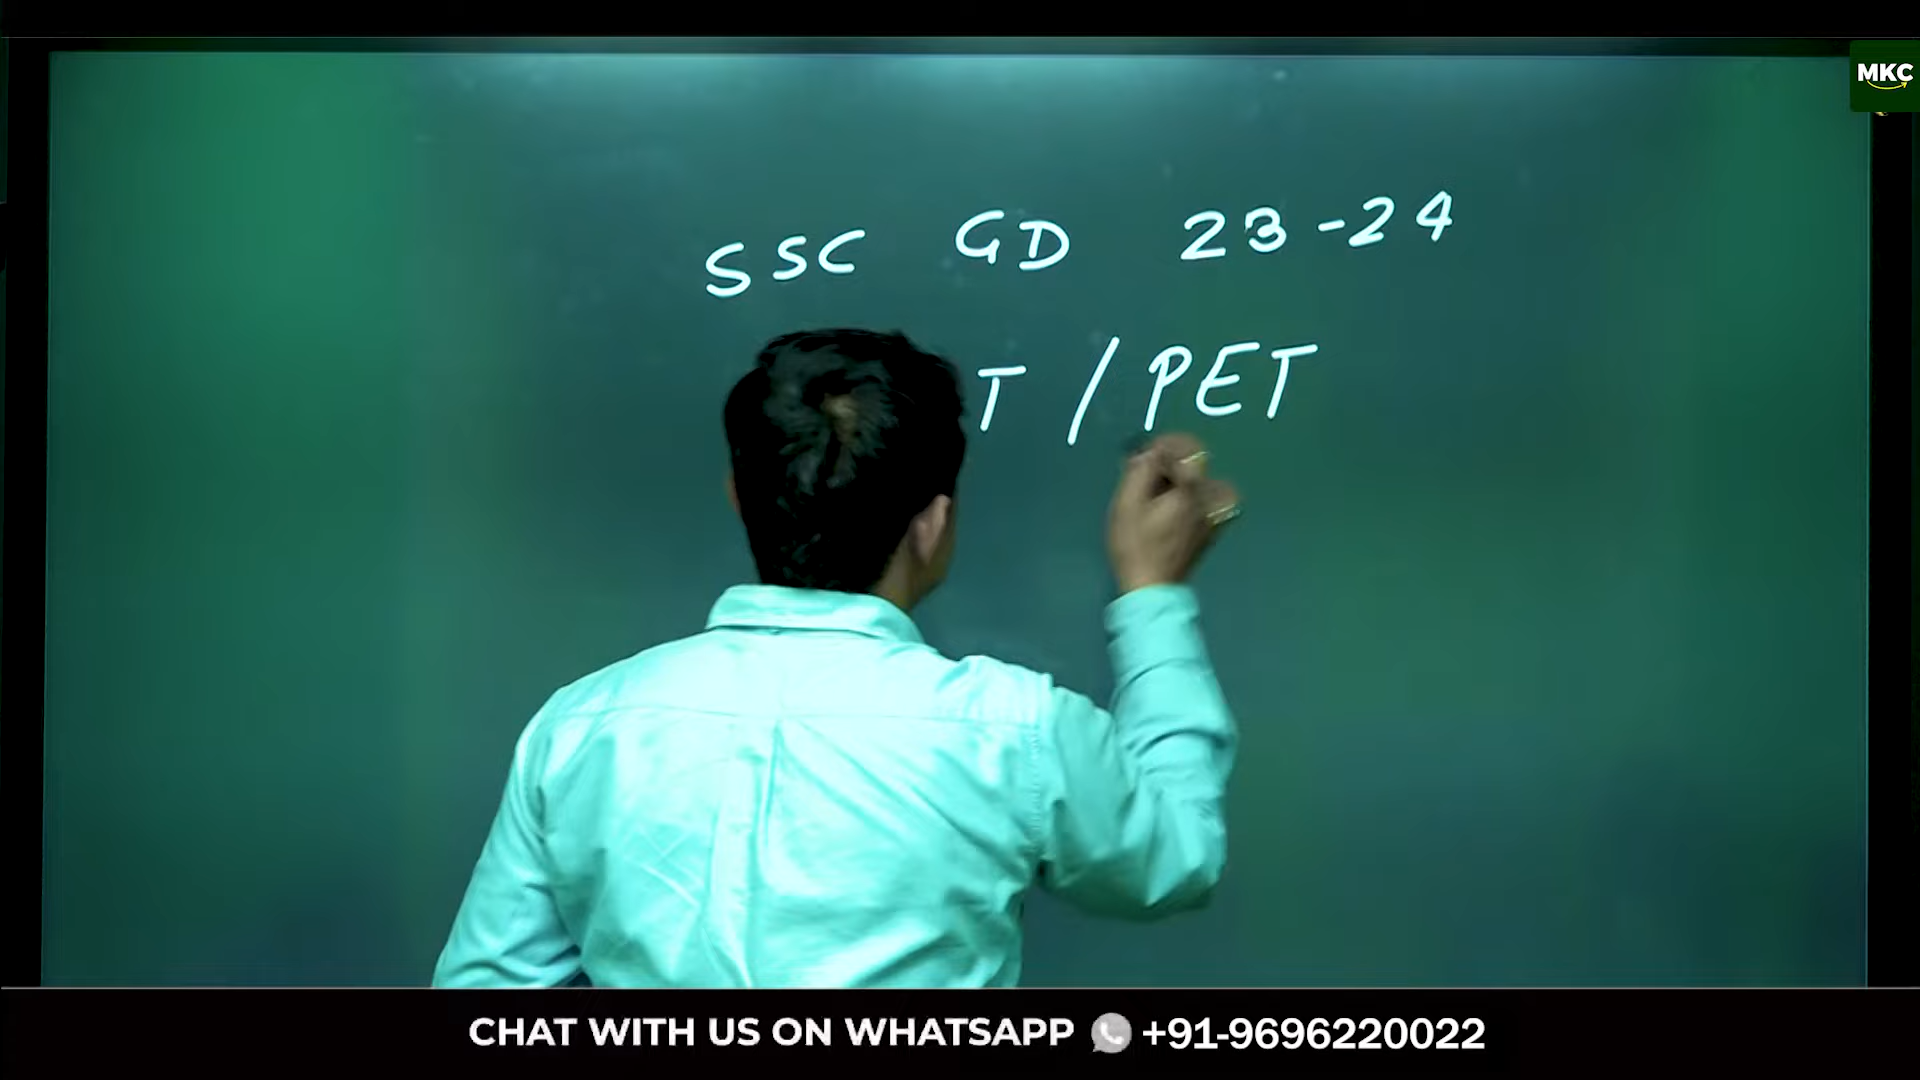 MKC
SSC GD 23-24
T / PET
CHAT WITH US ON WHATSAPP +91-9696220022